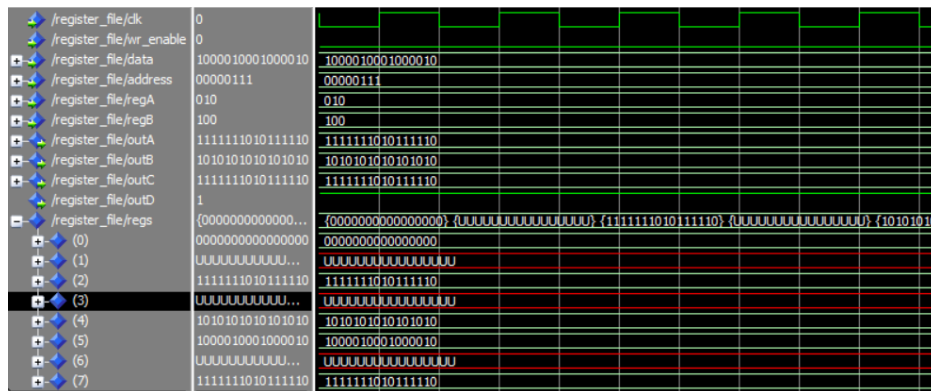 /register_file/clk 0
/register_file/wr_enable 0
/register_file/data 1000010001000010 1000010001000010
/register_file/address 00000111 00000111
/register_file/regA 010 010
/register_file/regB 100 100
/register_file/outA 1111111010111110 1111111010111110
/register_file/outB 1010101010101010 1010101010101010
/register_file/outC 1111111010111110 1111111010111110
/register_file/outD 1
/register_file/regs {0000000000000... {0000000000000000} {UUUUUUUUUUUUUUUU} {1111111010111110} {UUUUUUUUUUUUUUUU} {1010101
(0) 0000000000000000 0000000000000000
(1) UUUUUUUUUUU... UUUUUUUUUUUUUUUU
(2) 1111111010111110 1111111010111110
(3) UUUUUUUUUUU... UUUUUUUUUUUUUUUU
(4) 1010101010101010 1010101010101010
(5) 1000010001000010 1000010001000010
(6) UUUUUUUUUUU... UUUUUUUUUUUUUUUU
(7) 1111111010111110 1111111010111110